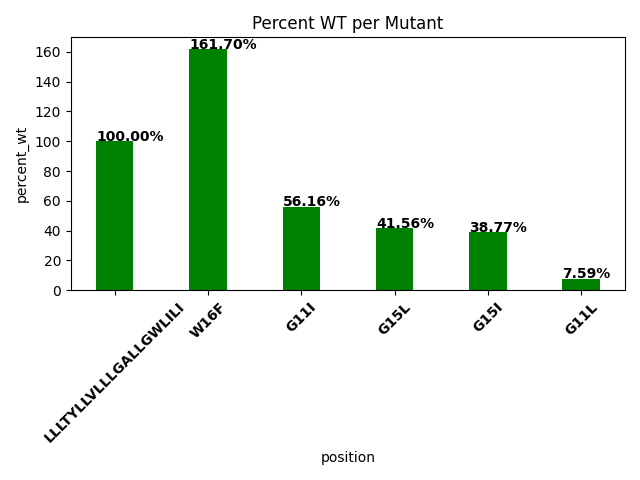 Percent WT per Mutant
percent_wt
160
140
120
100
80
60
40
20
0
100.00%
161.70%
56.16%
41.56%
38.77%
7.59%
LLLTYLLVLLLGALLGWLILI
W16F
G11I
G15L
G15I
G11L
position